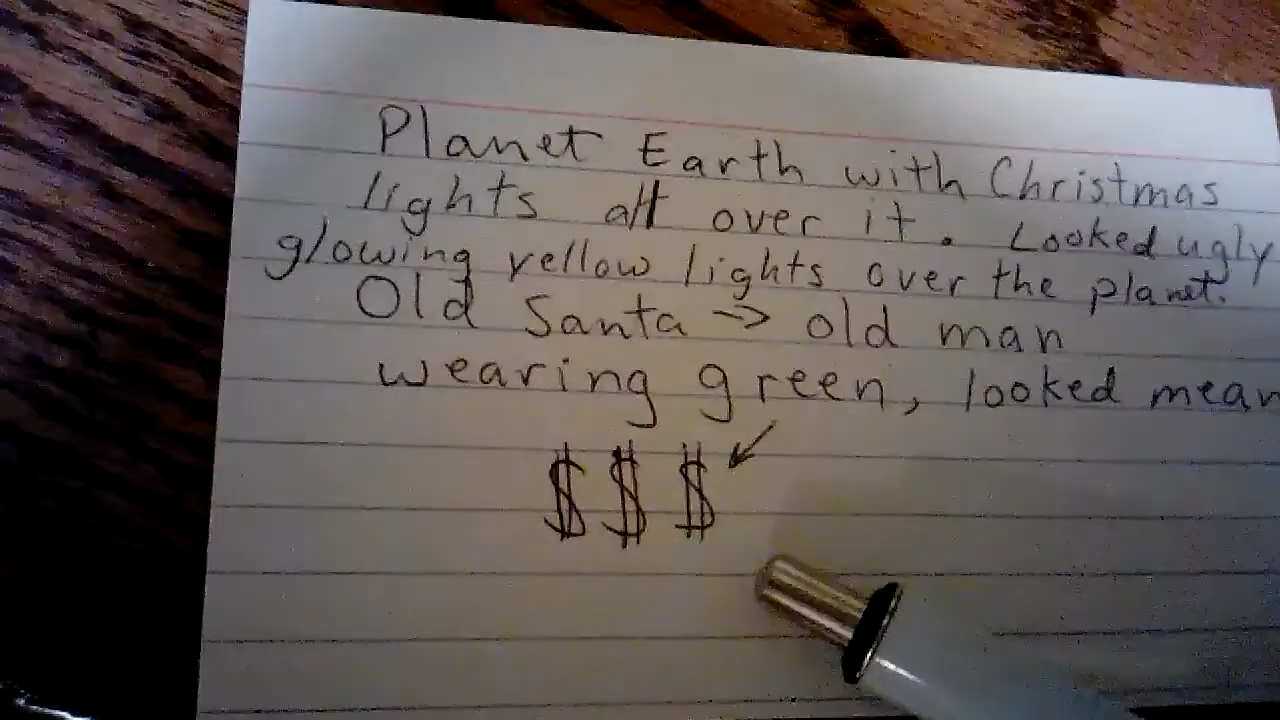 Planet Earth with Christmas
lights all over it. Looked ugly
glowing yellow lights over the planet.
Old Santa → old man
wearing green, looked mean
$ $ $ ↙